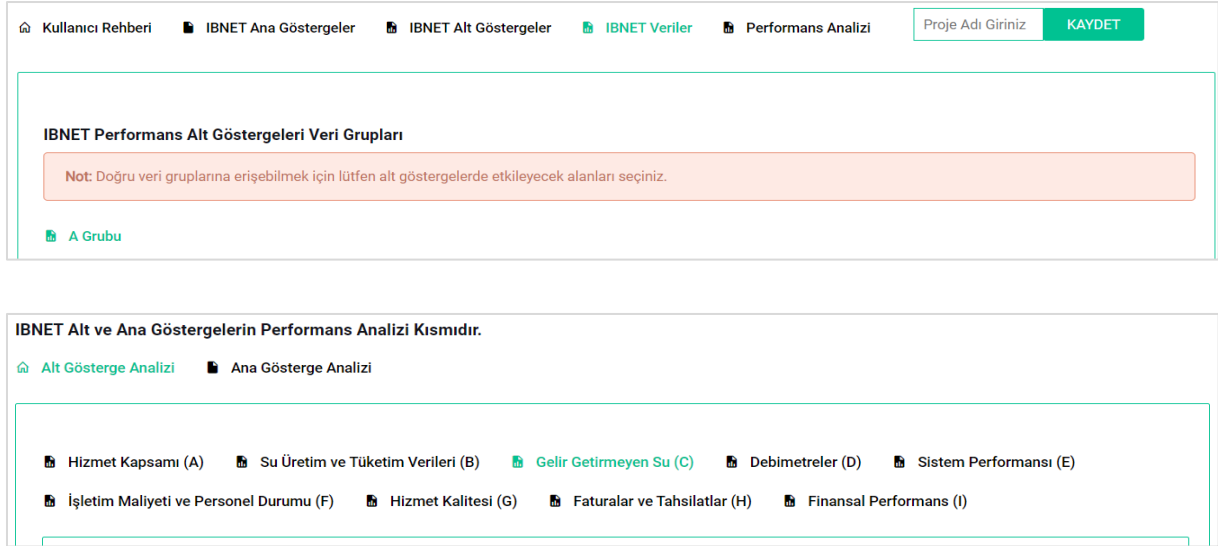 Kullanıcı Rehberi IBNET Ana Göstergeler IBNET Alt Göstergeler IBNET Veriler Performans Analizi Proje Adı Giriniz KAYDET
IBNET Performans Alt Göstergeleri Veri Grupları
Not: Doğru veri gruplarına erişebilmek için lütfen alt göstergelerde etkileyecek alanları seçiniz.
A Grubu
IBNET Alt ve Ana Göstergelerin Performans Analizi Kısmıdır.
Alt Gösterge Analizi Ana Gösterge Analizi
Hizmet Kapsamı (A) Su Üretim ve Tüketim Verileri (B) Gelir Getirmeyen Su (C) Debimetreler (D) Sistem Performansı (E)
İşletim Maliyeti ve Personel Durumu (F) Hizmet Kalitesi (G) Faturalar ve Tahsilatlar (H) Finansal Performans (I)